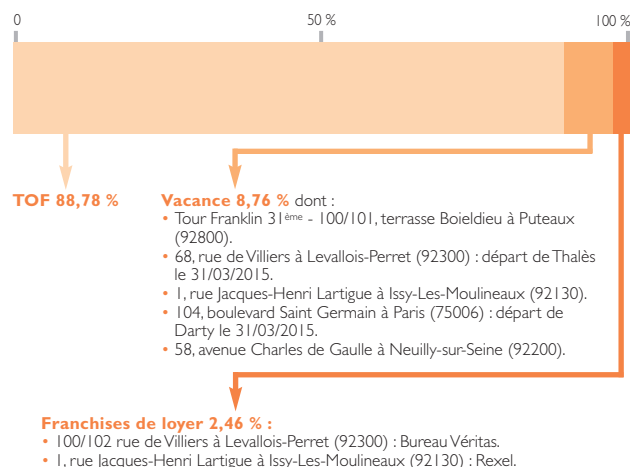 0 50 % 100 %
TOF 88,78 %
Vacance 8,76 % dont :
• Tour Franklin 31ème - 100/101, terrasse Boieldieu à Puteaux
(92800).
• 68, rue de Villiers à Levallois-Perret (92300) : départ de Thalès
le 31/03/2015.
• 1, rue Jacques-Henri Lartigue à Issy-Les-Moulineaux (92130).
• 104, boulevard Saint Germain à Paris (75006) : départ de
Darty le 31/03/2015.
• 58, avenue Charles de Gaulle à Neuilly-sur-Seine (92200).
Franchises de loyer 2,46 % :
• 100/102 rue de Villiers à Levallois-Perret (92300) : Bureau Véritas.
• 1, rue Jacques-Henri Lartigue à Issy-Les-Moulineaux (92130) : Rexel.